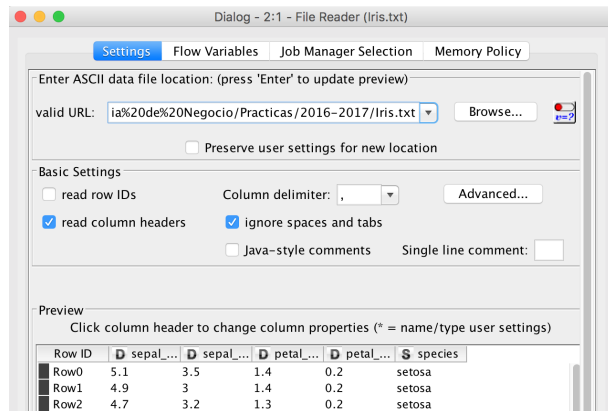 Dialog - 2:1 - File Reader (Iris.txt)
Settings Flow Variables Job Manager Selection Memory Policy
Enter ASCII data file location: (press 'Enter' to update preview)
valid URL: ia%20de%20Negocio/Practicas/2016-2017/Iris.txt Browse... v=?
Preserve user settings for new location
Basic Settings
read row IDs Column delimiter: , Advanced...
read column headers ignore spaces and tabs
Java-style comments Single line comment:
Preview
Click column header to change column properties (* = name/type user settings)
Row ID D sepal_... D sepal_... D petal_... D petal_... S species
Row0 5.1 3.5 1.4 0.2 setosa
Row1 4.9 3 1.4 0.2 setosa
Row2 4.7 3.2 1.3 0.2 setosa